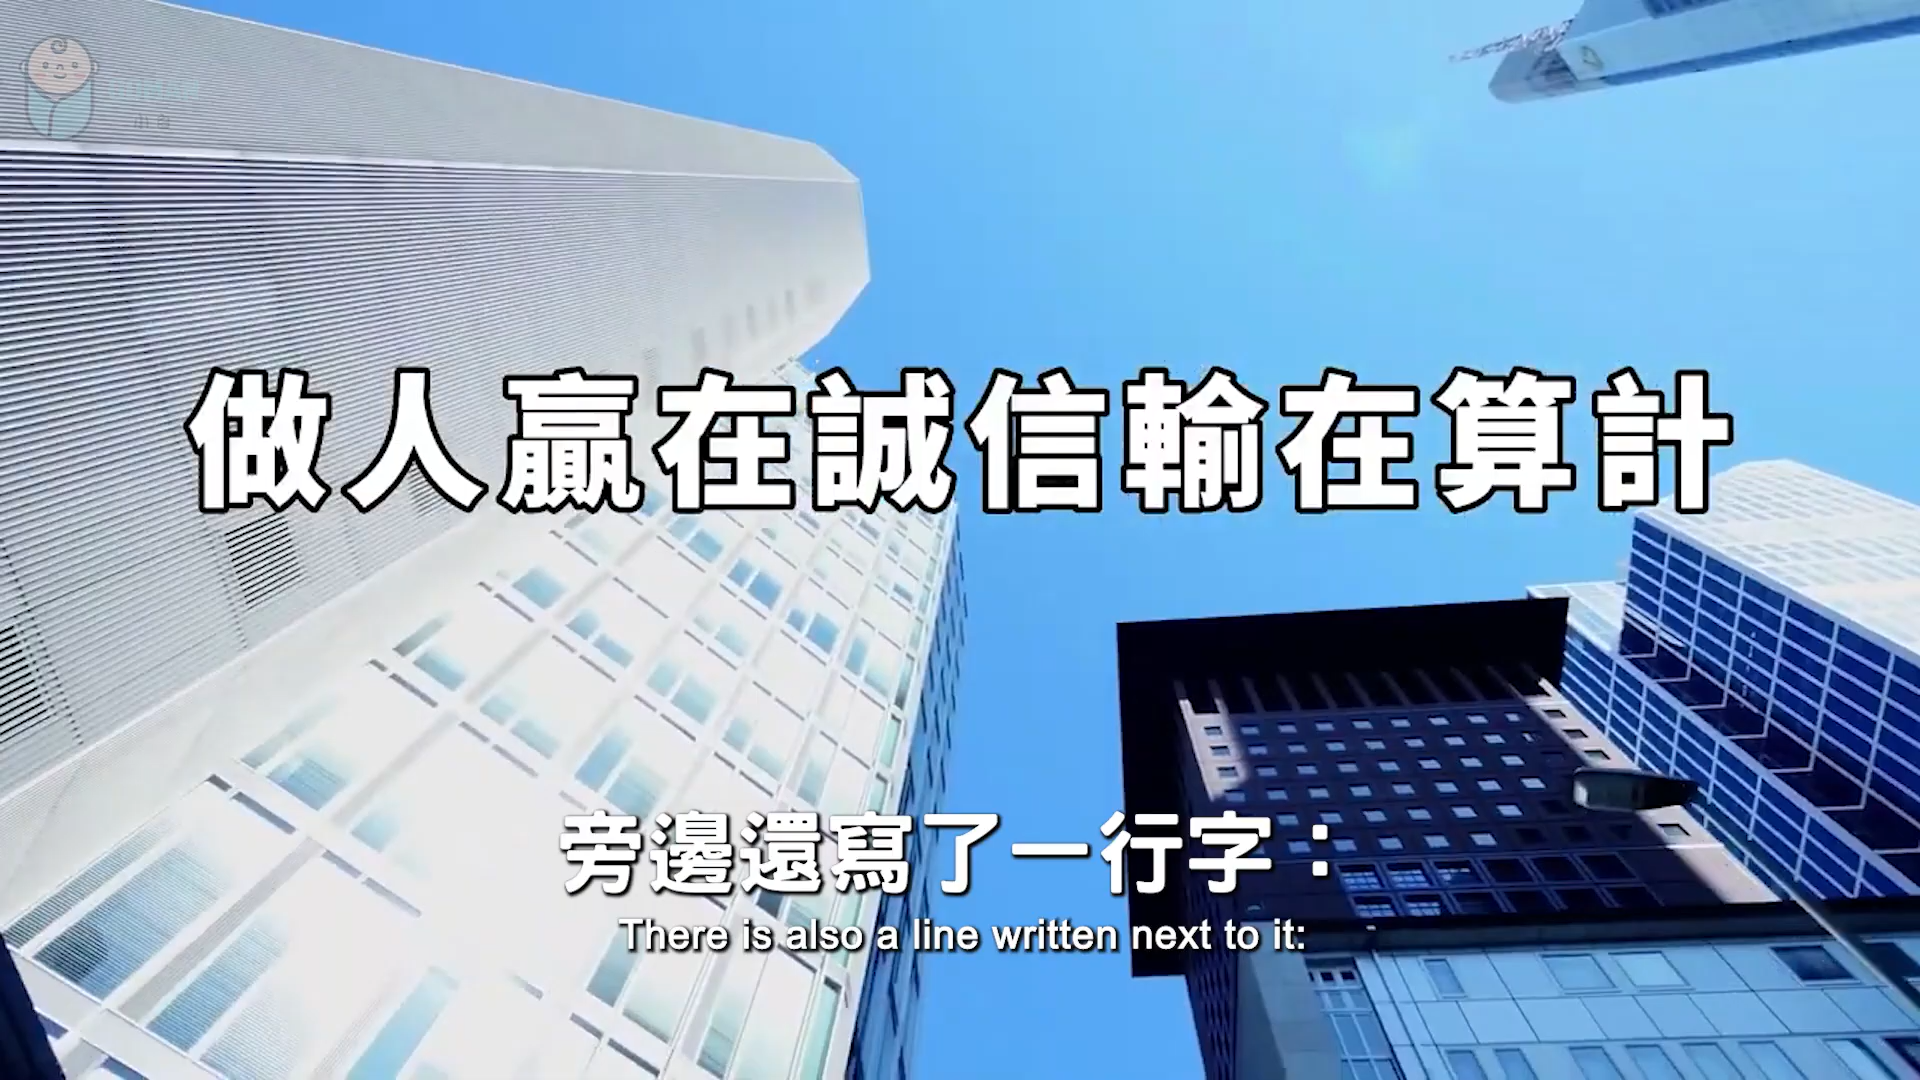 做人贏在誠信輸在算計
旁邊還寫了一行字：
There is also a line written next to it: